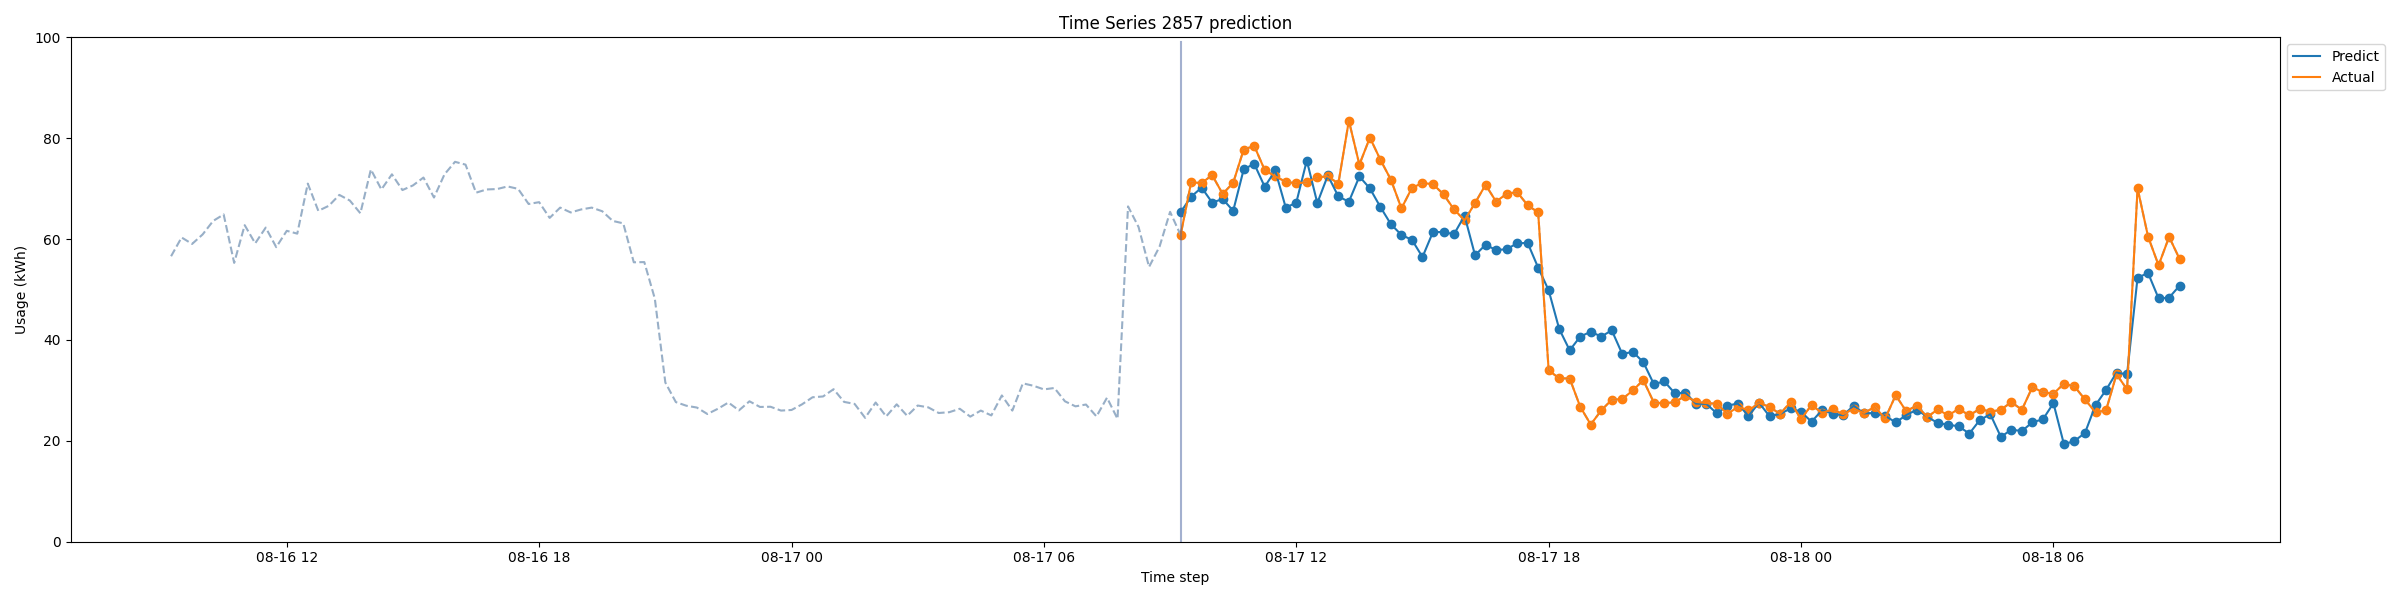 Time Series 2857 prediction
100
80
60
40
20
0
Usage (kWh)
08-16 12
08-16 18
08-17 00
08-17 06
08-17 12
08-17 18
08-18 00
08-18 06
Time step
Predict
Actual